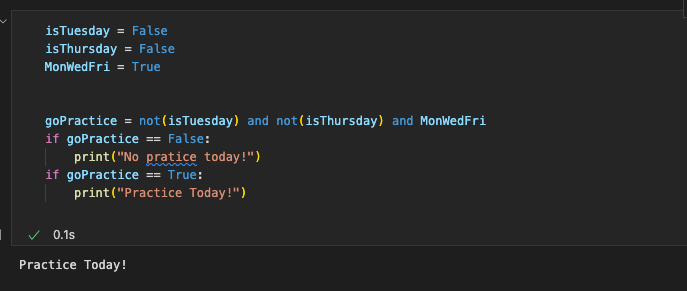 isTuesday = False
isThursday = False
MonWedFri = True
goPractice = not(isTuesday) and not(isThursday) and MonWedFri
if goPractice == False:
    print("No pratice today!")
if goPractice == True:
    print("Practice Today!")
0.1s
Practice Today!